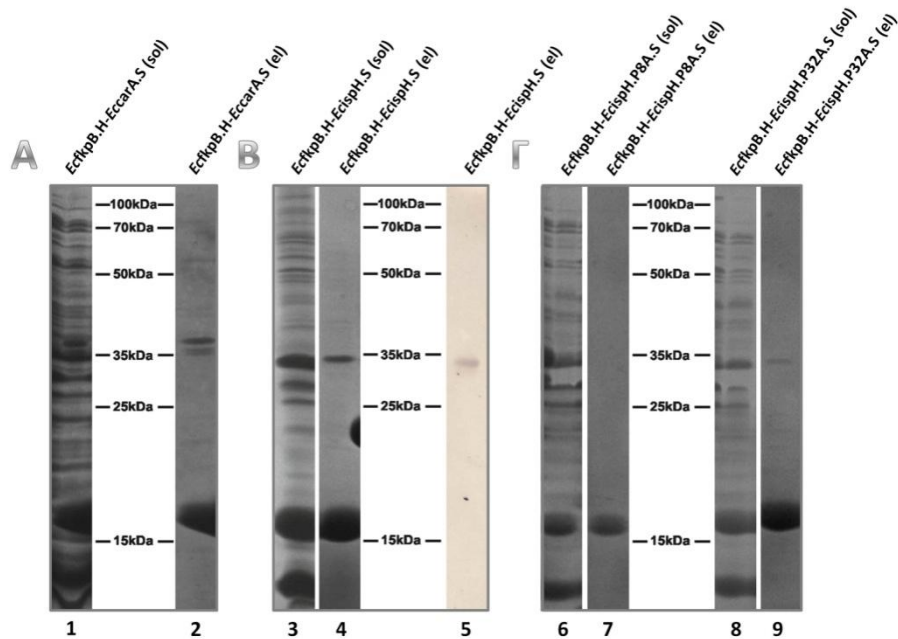 EcfkpB.H-EccarA.S (sol)
EcfkpB.H-EccarA.S (el)
EcfkpB.H-EcispH.S (sol)
EcfkpB.H-EcispH.S (el)
EcfkpB.H-EcispH.S (el)
EcfkpB.H-EcispH.P8A.S (sol)
EcfkpB.H-EcispH.P8A.S (el)
EcfkpB.H-EcispH.P32A.S (sol)
EcfkpB.H-EcispH.P32A.S (el)
Α
Β
Γ
100kDa
70kDa
50kDa
35kDa
25kDa
15kDa
100kDa
70kDa
50kDa
35kDa
25kDa
15kDa
100kDa
70kDa
50kDa
35kDa
25kDa
15kDa
1 2 3 4 5 6 7 8 9